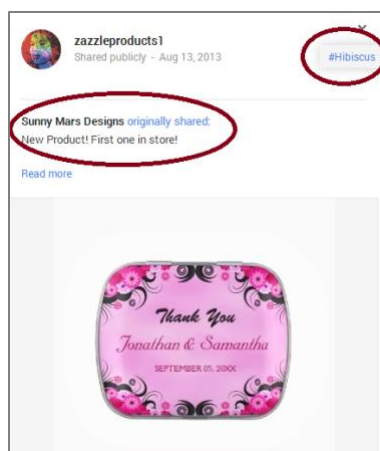 zazzleproducts1
Shared publicly - Aug 13, 2013
#Hibiscus
Sunny Mars Designs originally shared:
New Product! First one in store!
Read more
Thank You
Jonathan & Samantha
SEPTEMBER 05, 20XX